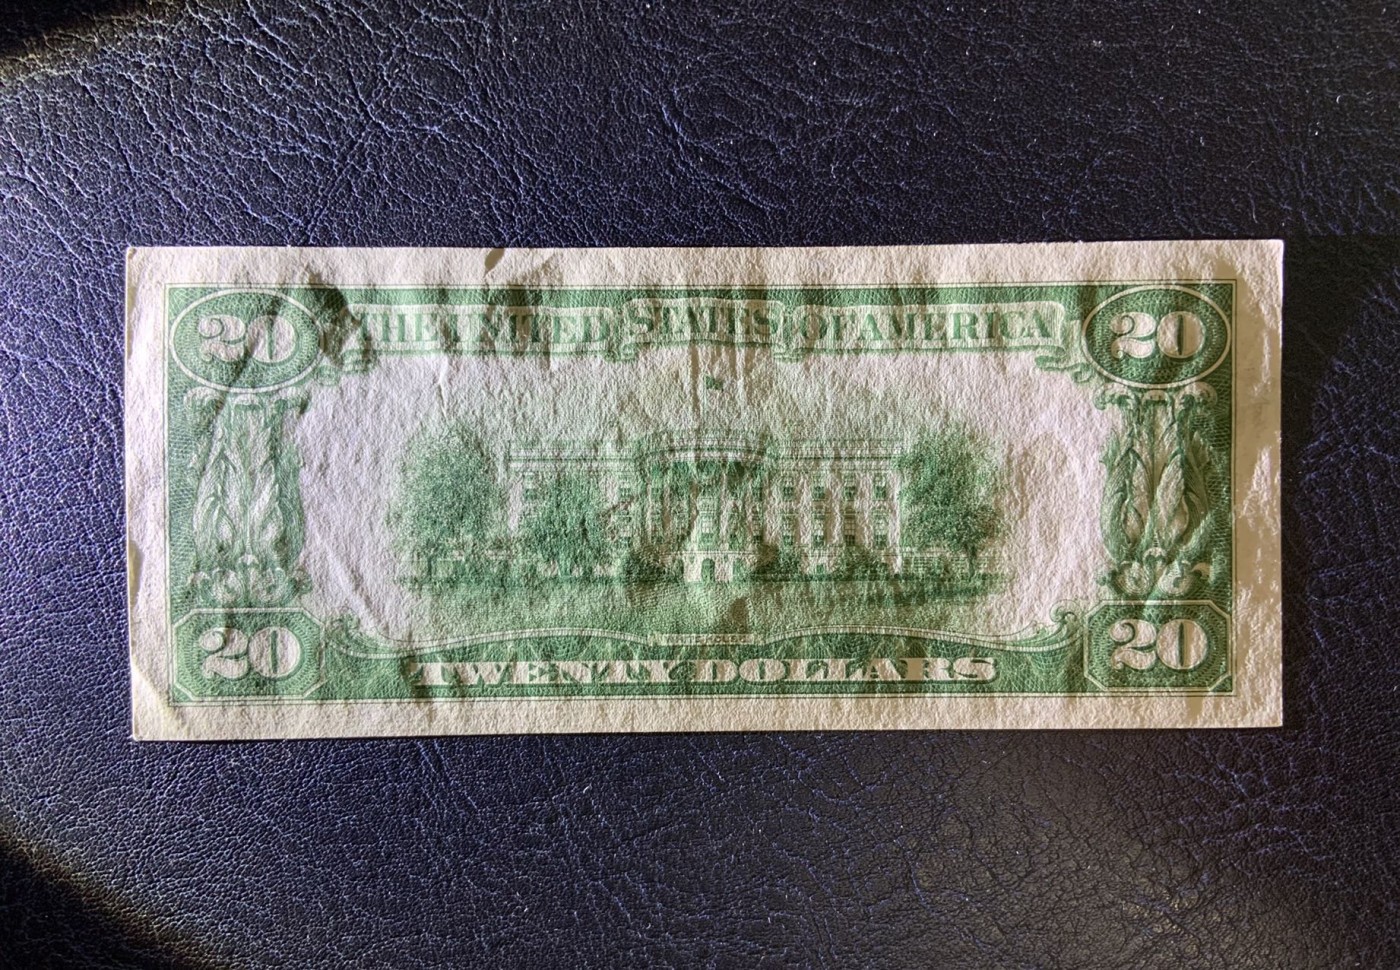 20 THE UNITED STATES OF AMERICA 20
20 TWENTY DOLLARS 20